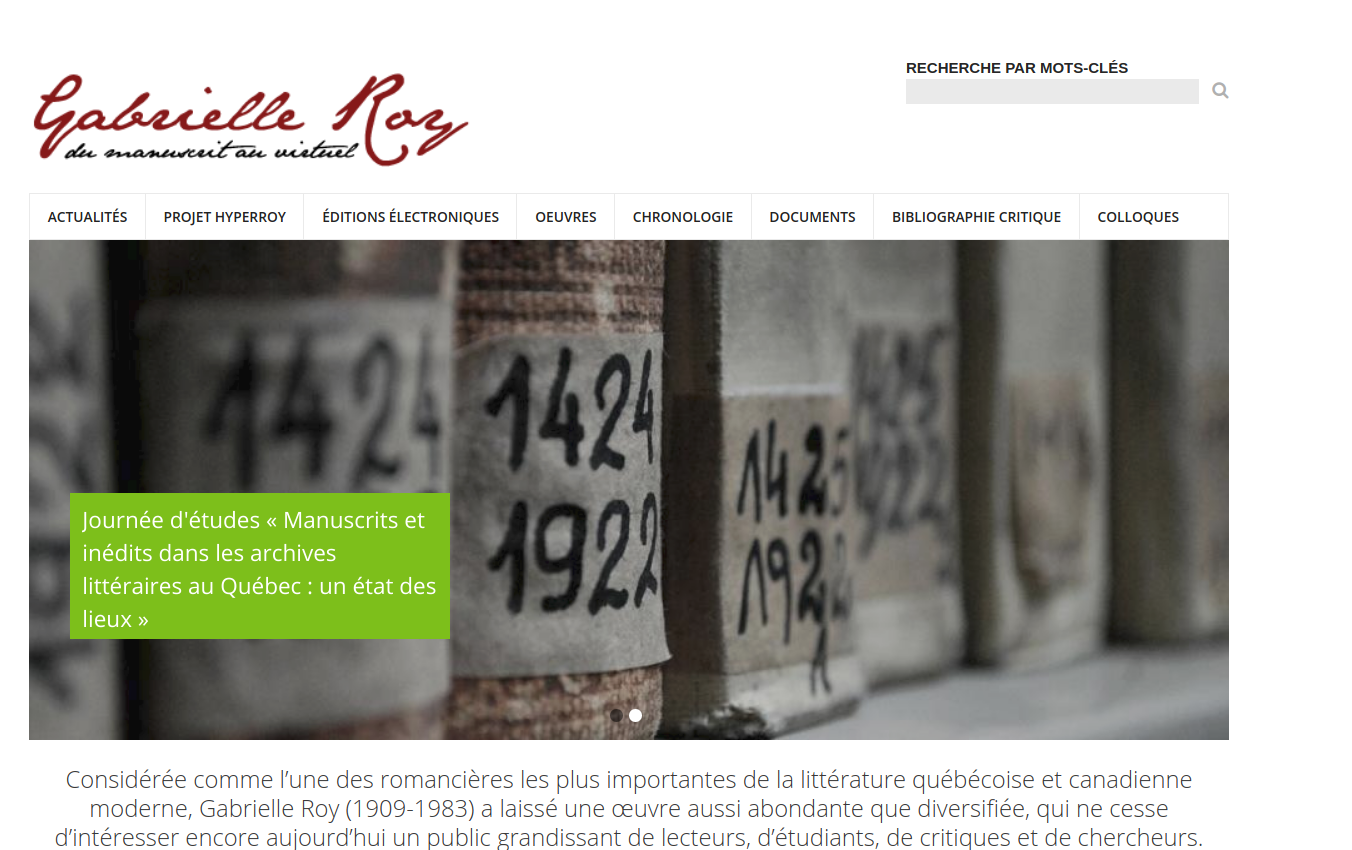 Gabrielle Roy
du manuscrit au virtuel
RECHERCHE PAR MOTS-CLÉS
ACTUALITÉS PROJET HYPERROY ÉDITIONS ÉLECTRONIQUES OEUVRES CHRONOLOGIE DOCUMENTS BIBLIOGRAPHIE CRITIQUE COLLOQUES
1424
1424
1922
1425
1922
1
Journée d'études « Manuscrits et
inédits dans les archives
littéraires au Québec : un état des
lieux »
Considérée comme l’une des romancières les plus importantes de la littérature québécoise et canadienne
moderne, Gabrielle Roy (1909-1983) a laissé une œuvre aussi abondante que diversifiée, qui ne cesse
d’intéresser encore aujourd’hui un public grandissant de lecteurs, d’étudiants, de critiques et de chercheurs.